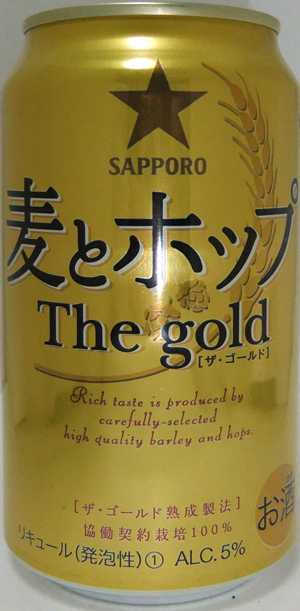 SAPPORO
麦とホップ
The gold
[ザ・ゴールド]
Rich taste is produced by
carefully-selected
high quality barley and hops.
[ザ・ゴールド熟成製法]
協働契約栽培100%
お酒
リキュール(発泡性)① ALC.5%